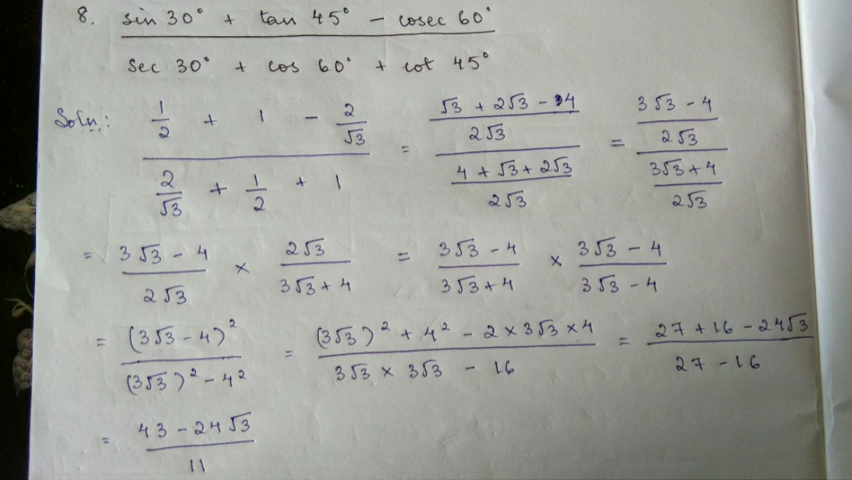 8. (sin 30° + tan 45° - cosec 60°) / (sec 30° + cos 60° + cot 45°)
Soln.: (1/2 + 1 - 2/√3) / (2/√3 + 1/2 + 1) = ((√3 + 2√3 - 4) / 2√3) / ((4 + √3 + 2√3) / 2√3) = ((3√3 - 4) / 2√3) / ((3√3 + 4) / 2√3)
= (3√3 - 4) / 2√3 × 2√3 / (3√3 + 4) = (3√3 - 4) / (3√3 + 4) × (3√3 - 4) / (3√3 - 4)
= (3√3 - 4)² / ((3√3)² - 4²) = ((3√3)² + 4² - 2 × 3√3 × 4) / (3√3 × 3√3 - 16) = (27 + 16 - 24√3) / (27 - 16)
= (43 - 24√3) / 11